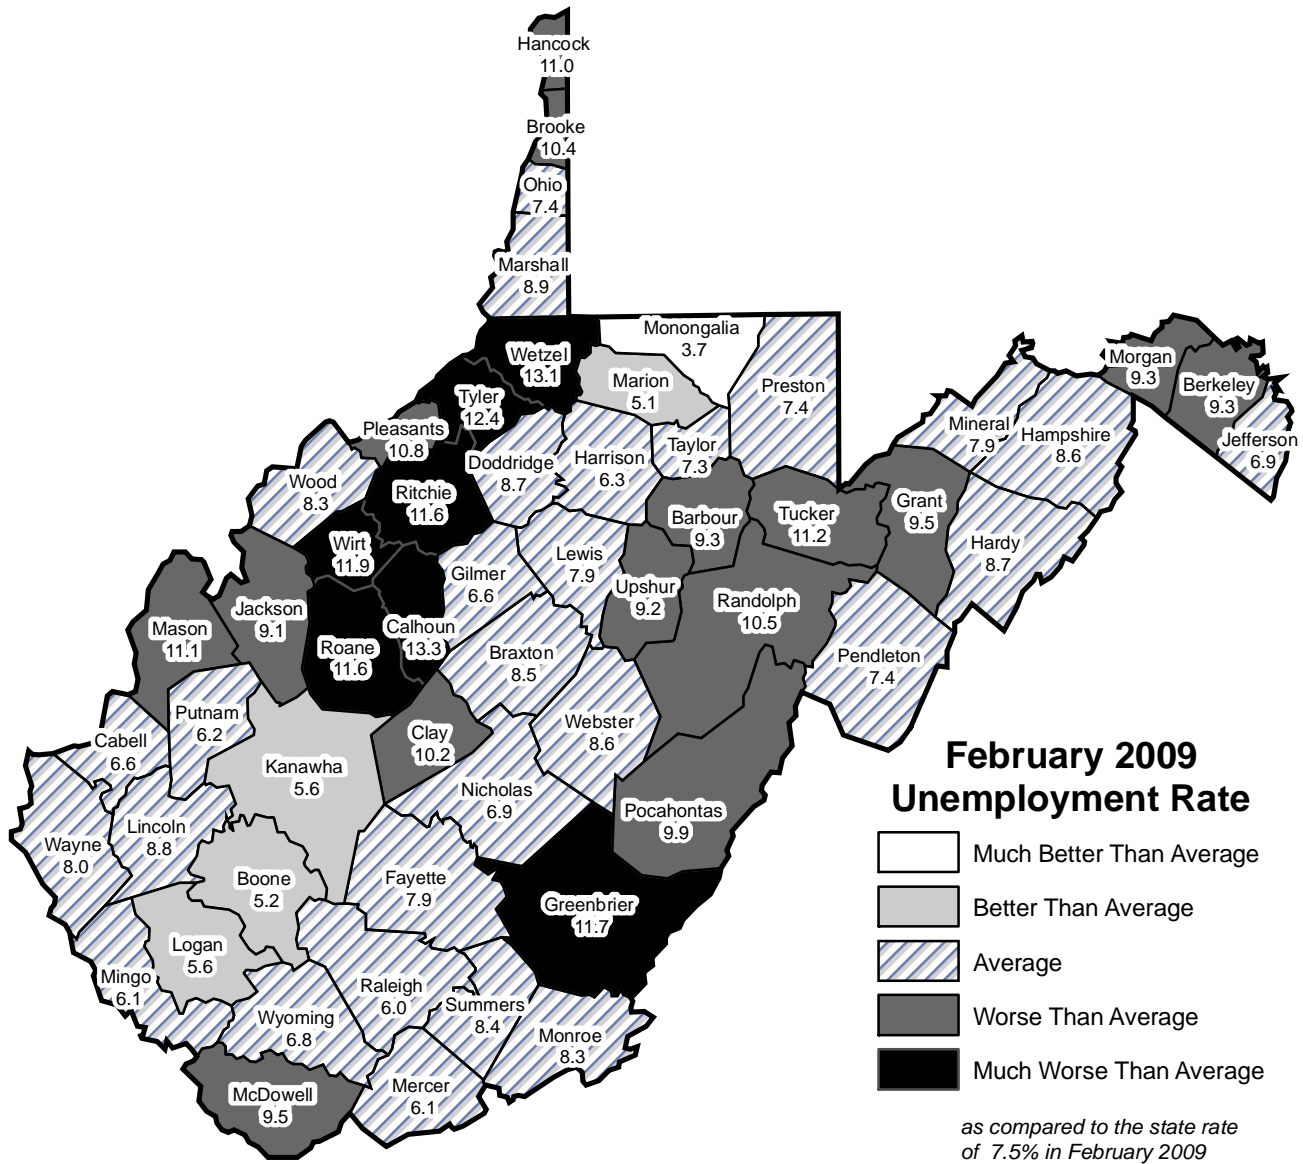 Hancock
11.0
Brooke
10.4
Ohio
7.4
Marshall
8.9
Wetzel
13.1
Monongalia
3.7
Marion
5.1
Preston
7.4
Tyler
12.4
Pleasants
10.8
Doddridge
8.7
Harrison
6.3
Taylor
7.3
Mineral
7.9
Hampshire
8.6
Morgan
9.3
Berkeley
9.3
Jefferson
6.9
Wood
8.3
Ritchie
11.6
Wirt
11.9
Barbour
9.3
Tucker
11.2
Grant
9.5
Hardy
8.7
Gilmer
6.6
Lewis
7.9
Upshur
9.2
Randolph
10.5
Jackson
9.1
Mason
11.1
Roane
11.6
Calhoun
13.3
Braxton
8.5
Pendleton
7.4
Putnam
6.2
Cabell
6.6
Kanawha
5.6
Clay
10.2
Webster
8.6
Nicholas
6.9
Pocahontas
9.9
Wayne
8.0
Lincoln
8.8
Boone
5.2
Fayette
7.9
Greenbrier
11.7
Logan
5.6
Mingo
6.1
Wyoming
6.8
Raleigh
6.0
Summers
8.4
Monroe
8.3
McDowell
9.5
Mercer
6.1
February 2009
Unemployment Rate
Much Better Than Average
Better Than Average
Average
Worse Than Average
Much Worse Than Average
as compared to the state rate
of 7.5% in February 2009